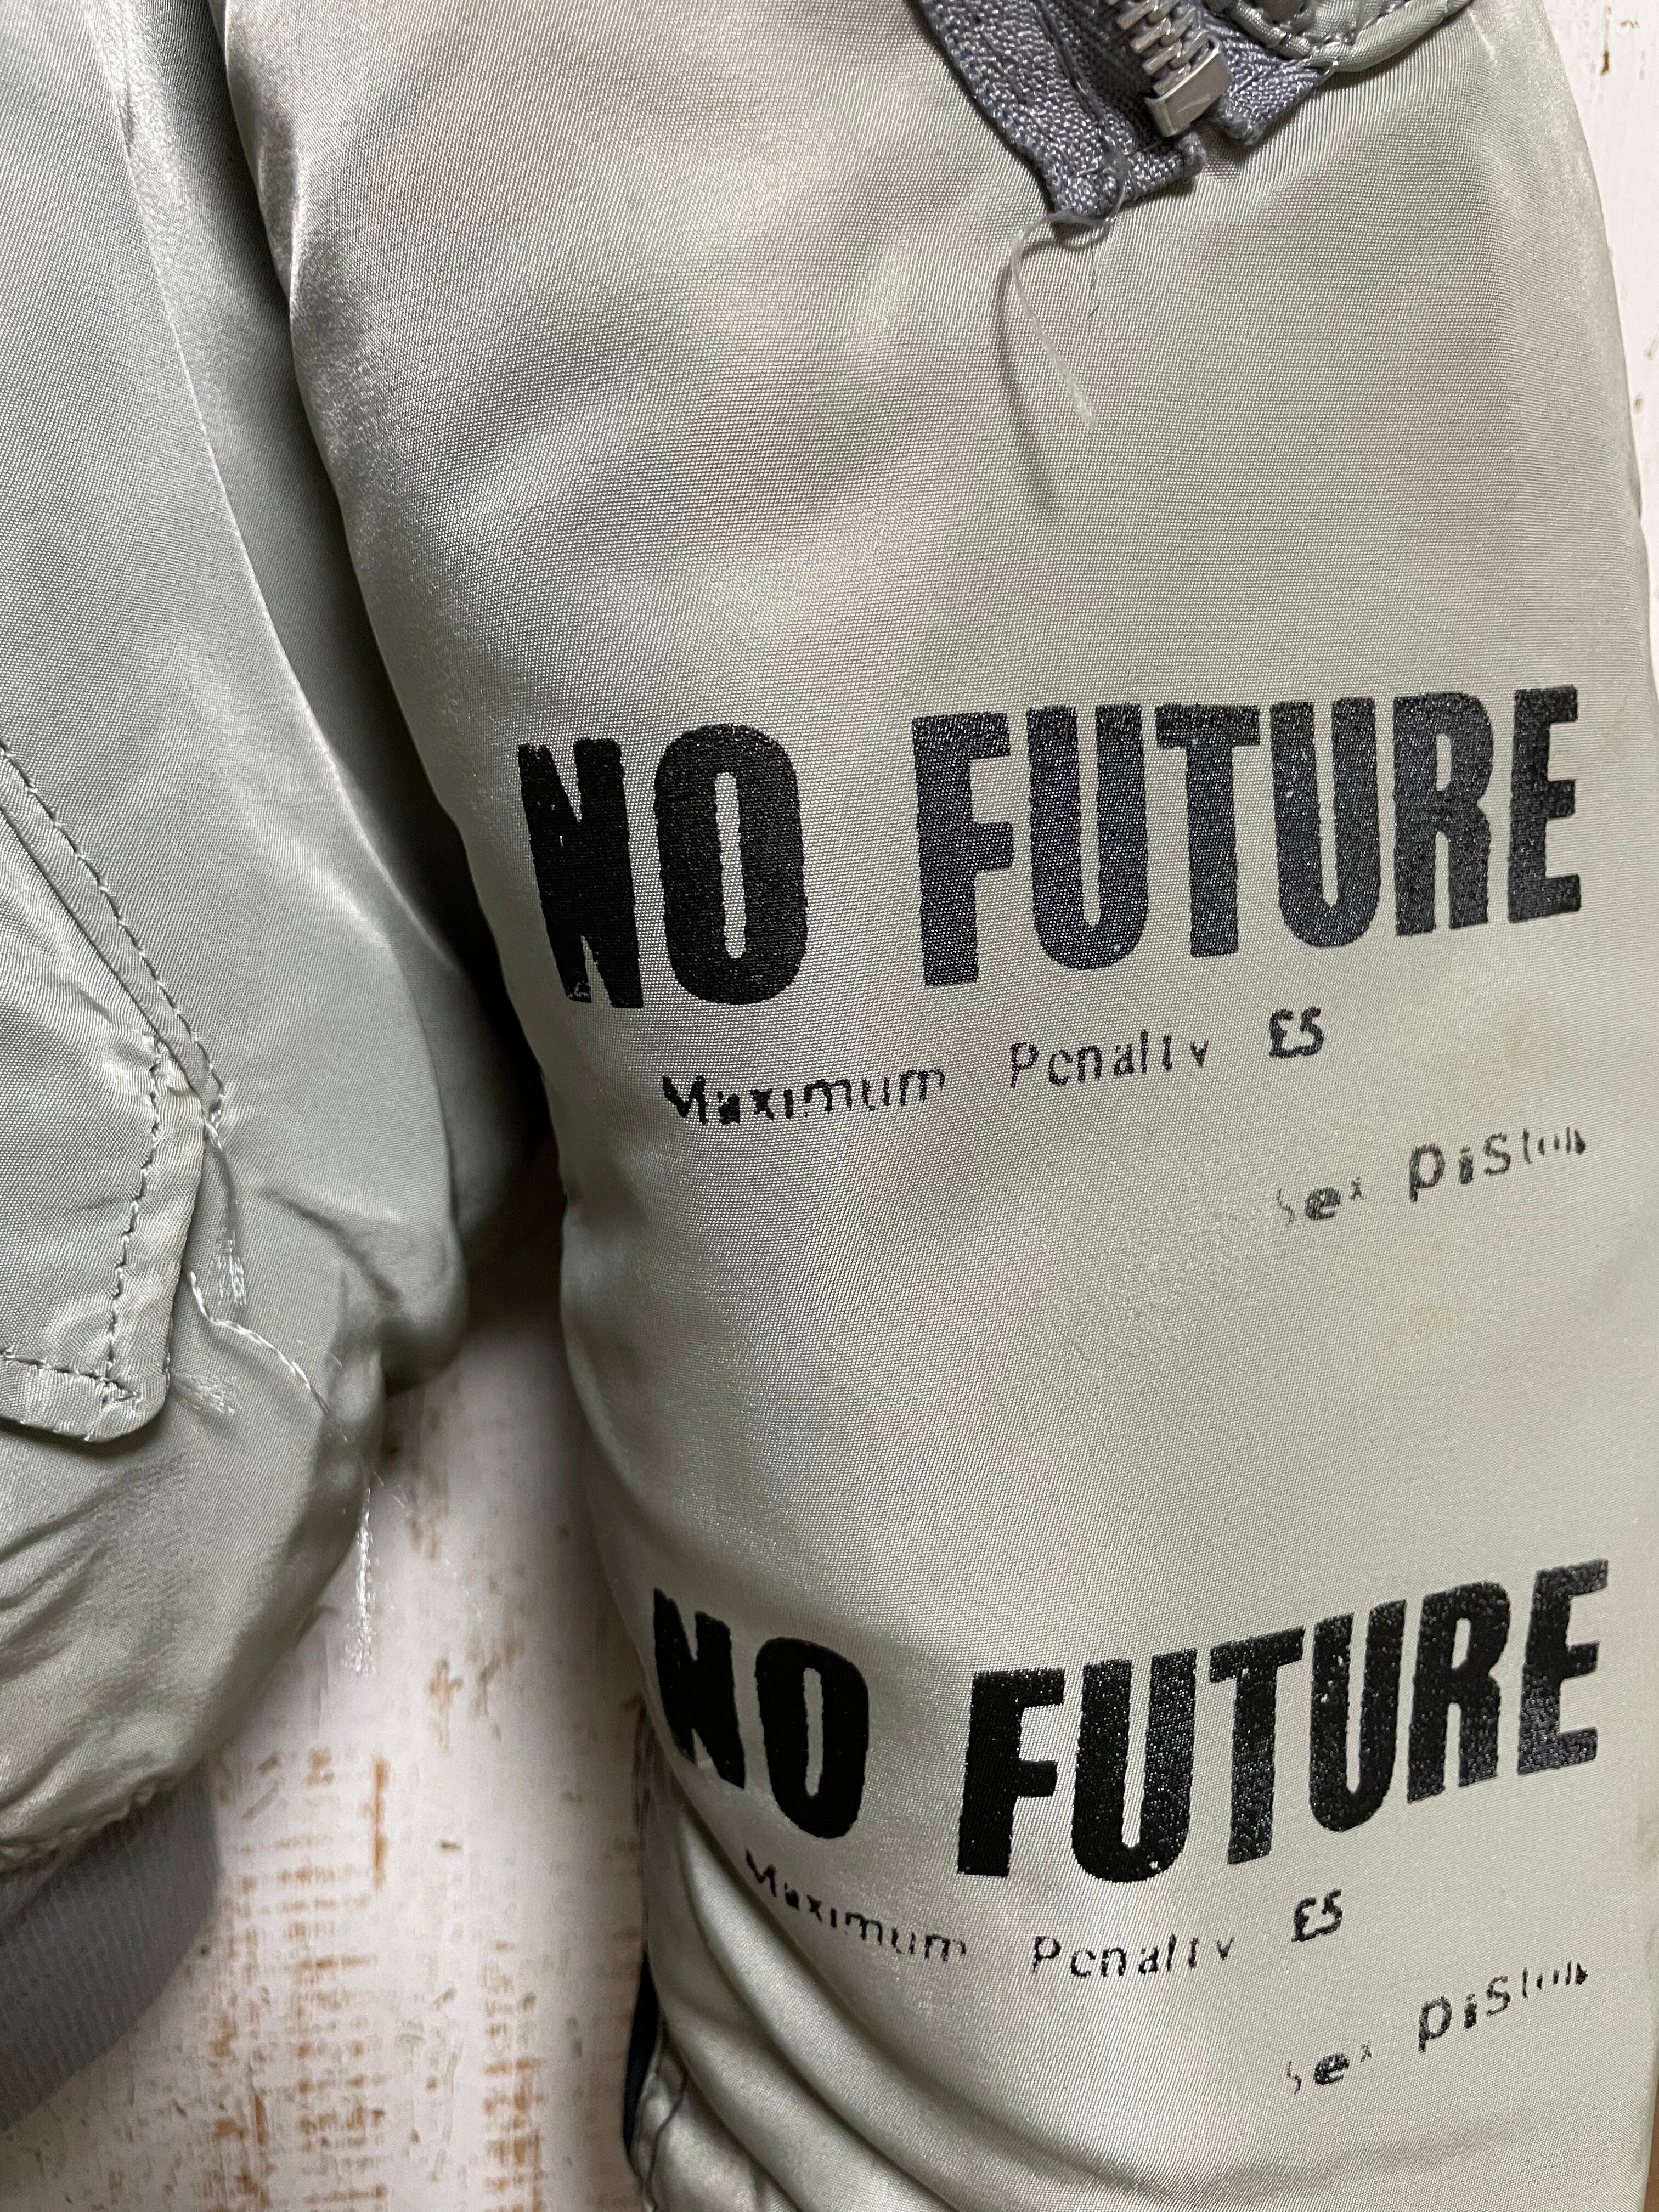 NO FUTURE
Maximum Penalty £5
Sex PiStols
NO FUTURE
Maximum Penalty £5
Sex PiStols